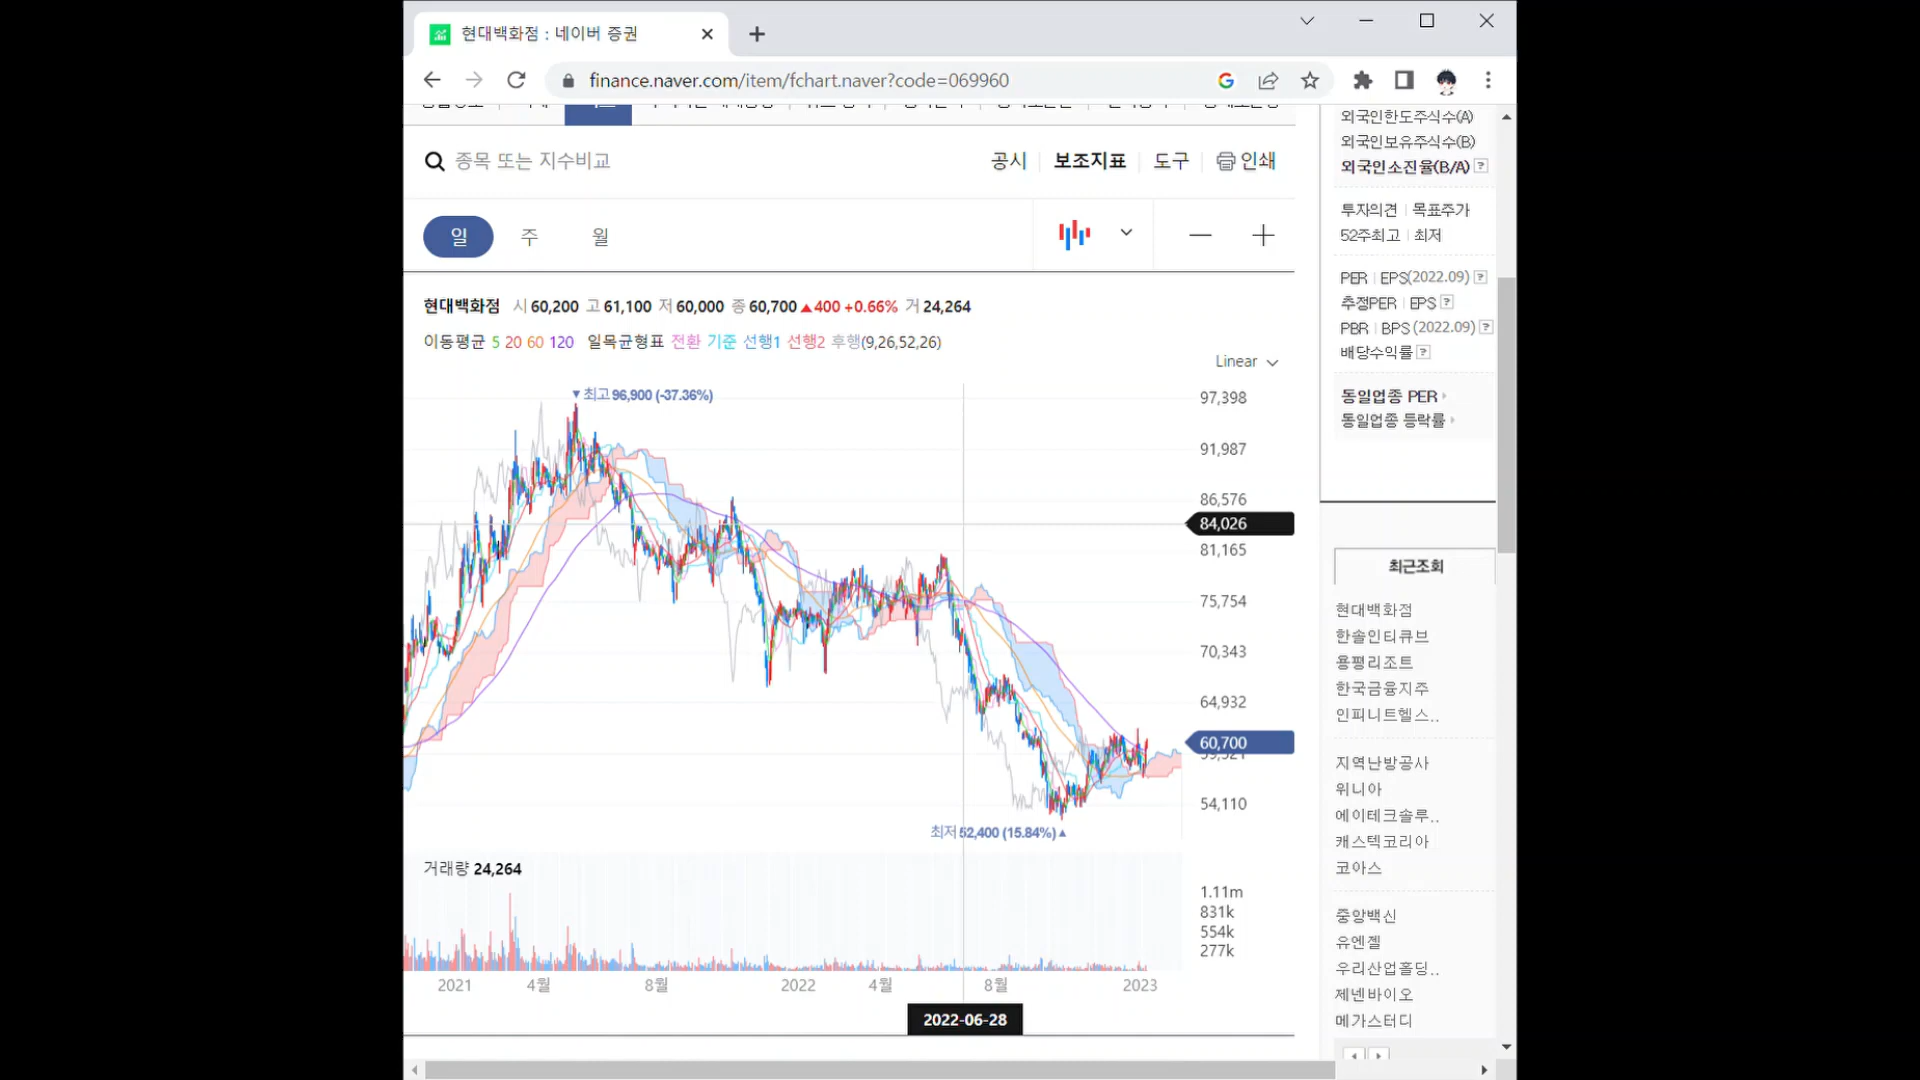 현대백화점 : 네이버 증권
finance.naver.com/item/fchart.naver?code=069960
종목 또는 지수비교
공시 보조지표 도구 인쇄
일 주 월
현대백화점 시 60,200 고 61,100 저 60,000 종 60,700 ▲400 +0.66% 거 24,264
이동평균 5 20 60 120 일목균형표 전환 기준 선행1 선행2 후행(9,26,52,26)
Linear
▼최고 96,900 (-37.36%)
97,398
91,987
86,576
84,026
81,165
75,754
70,343
64,932
60,700
54,110
최저 52,400 (15.84%)▲
거래량 24,264
1.11m
831k
554k
277k
2021 4월 8월 2022 4월 8월 2023
2022-06-28
외국인한도주식수(A)
외국인보유주식수(B)
외국인소진율(B/A) ?
투자의견 | 목표주가
52주최고 | 최저
PER | EPS(2022.09) ?
추정PER | EPS ?
PBR | BPS (2022.09) ?
배당수익률 ?
동일업종 PER
동일업종 등락률
최근조회
현대백화점
한솔인티큐브
용평리조트
한국금융지주
인피니트헬스..
지역난방공사
위니아
에이테크솔루..
캐스텍코리아
코아스
중앙백신
유엔젤
우리산업홀딩..
제넨바이오
메가스터디